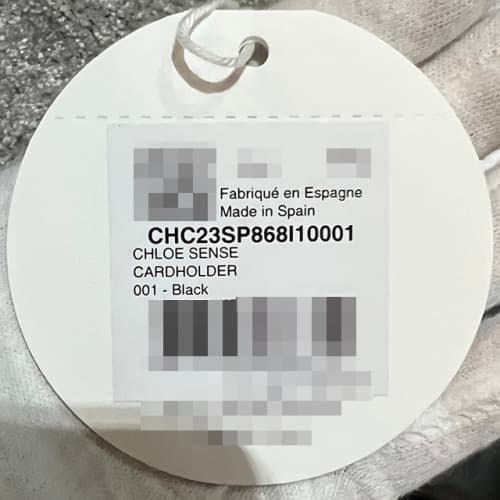 Fabriqué en Espagne
Made in Spain
CHC23SP868I10001
CHLOE SENSE
CARDHOLDER
001 - Black